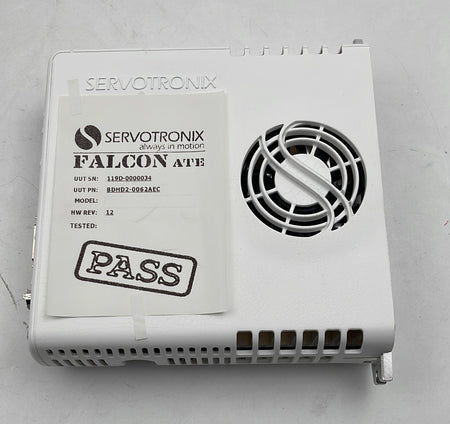 SERVOTRONIX
SERVOTRONIX
always in motion
FALCON ATE
UUT SN: 119D-0000034
UUT PN: BDHD2-0062AEC
MODEL:
HW REV: 12
TESTED:
PASS